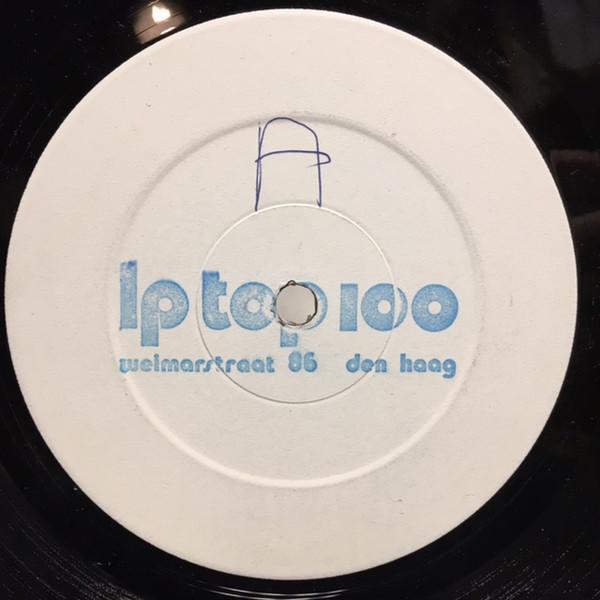 A
lp top 100
weimarstraat 86 den haag